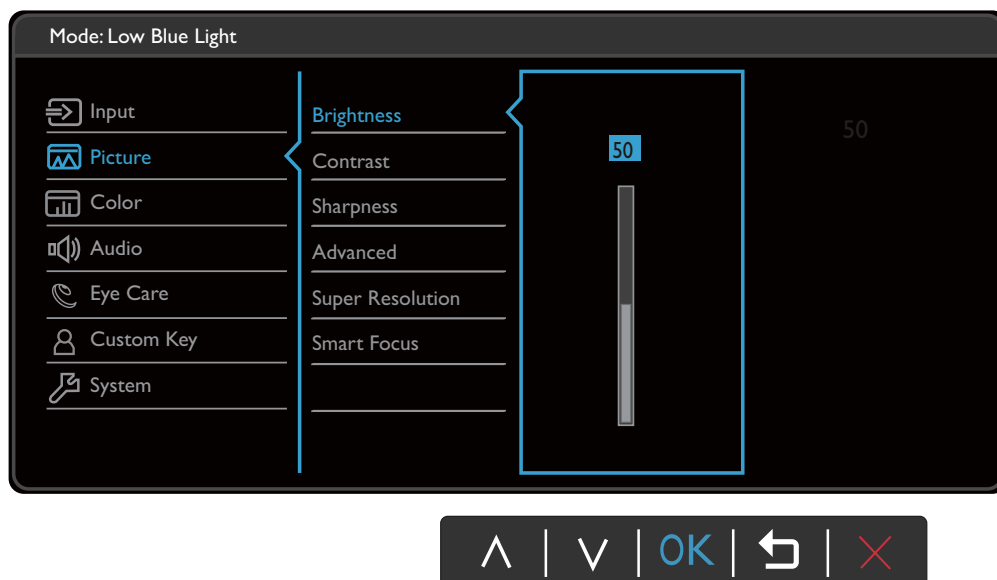 Mode: Low Blue Light
Input
Picture
Color
Audio
Eye Care
Custom Key
System
Brightness
Contrast
Sharpness
Advanced
Super Resolution
Smart Focus
50
50
OK